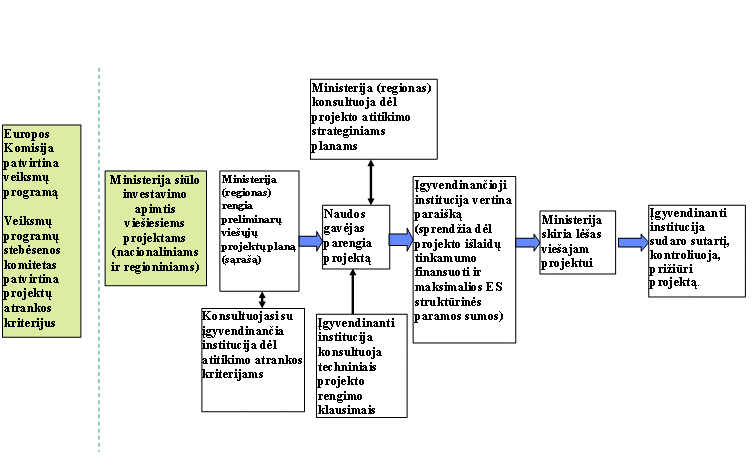 Europos
Komisija
patvirtina
veiksmų
programą
Veiksmų
programų
stebėsenos
komitetas
patvirtina
projektų
atrankos
kriterijus
Ministerija siūlo
investavimo
apimtis
viešiesiems
projektams
(nacionaliniams
ir regioniniams)
Ministerija
(regionas)
rengia
preliminarų
viešųjų
projektų planą
(sąrašą)
Konsultuojasi su
įgyvendinančia
institucija dėl
atitikimo atrankos
kriterijams
Ministerija (regionas)
konsultuoja dėl
projekto atitikimo
strateginiams
planams
Naudos
gavėjas
parengia
projektą
Įgyvendinanti
institucija
konsultuoja
techniniais
projekto
rengimo
klausimais
Įgyvendinančioji
institucija vertina
paraišką
(sprendžia dėl
projekto išlaidų
tinkamumo
finansuoti ir
maksimalios ES
struktūrinės
paramos sumos)
Ministerija
skiria lėšas
viešajam
projektui
Įgyvendinanti
institucija
sudaro sutartį,
kontroliuoja,
prižiūri
projektą.